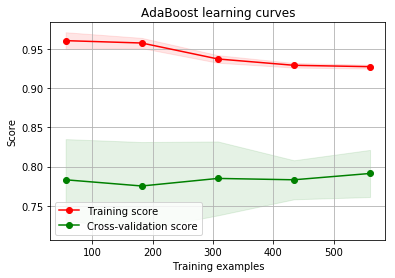 AdaBoost learning curves
Score
0.95
0.90
0.85
0.80
0.75
Training score
Cross-validation score
100
200
300
400
500
Training examples